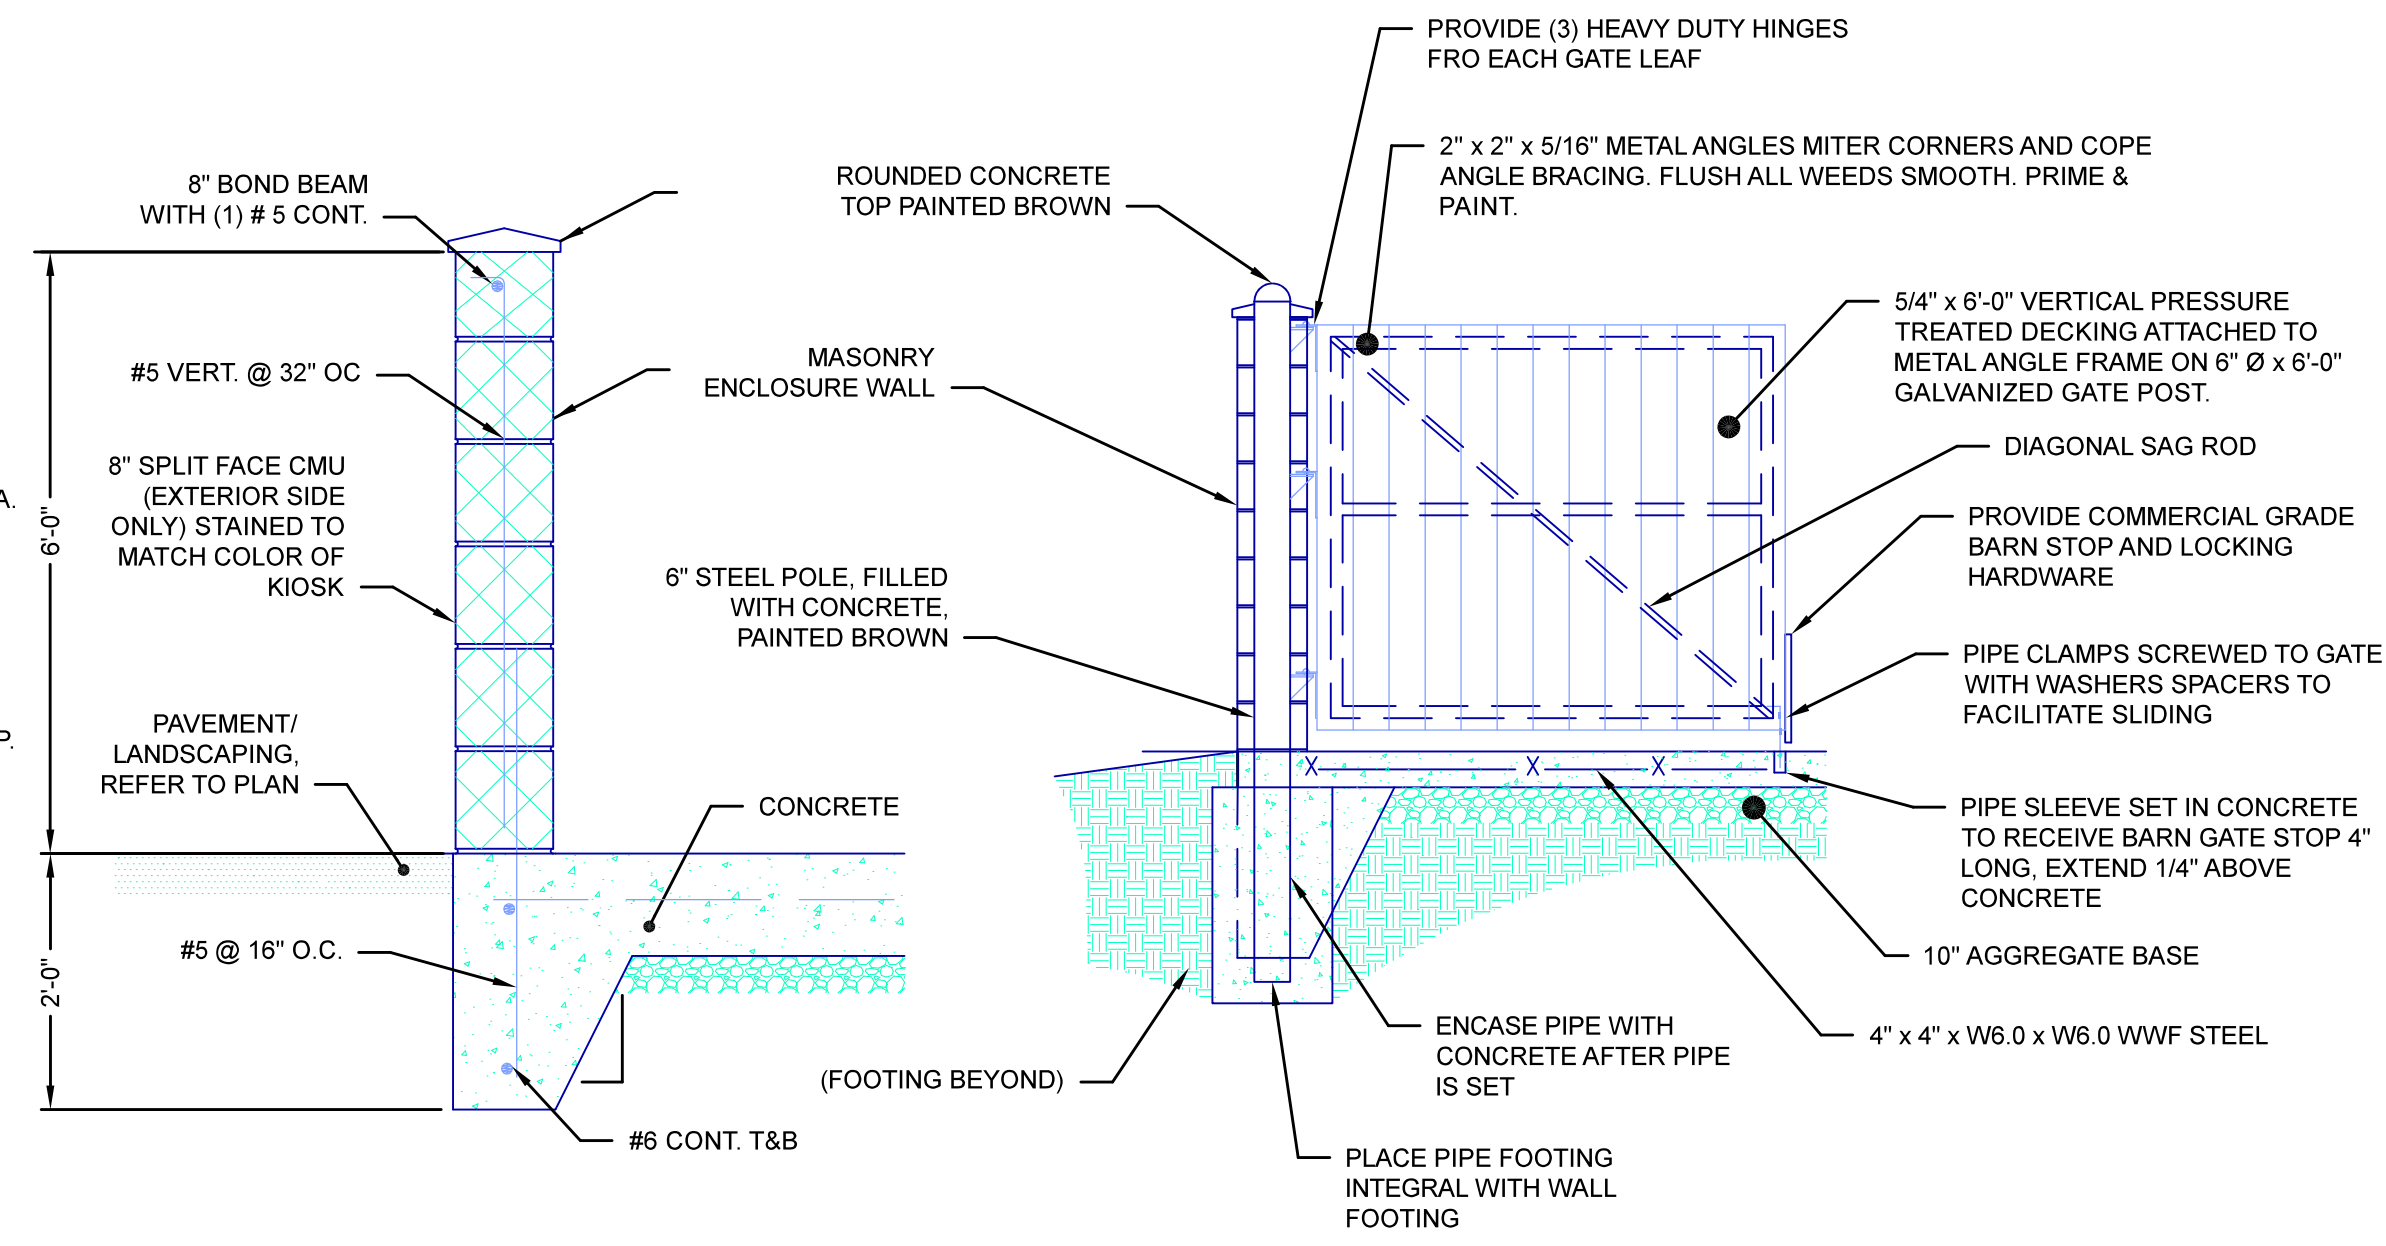 PROVIDE (3) HEAVY DUTY HINGES
FRO EACH GATE LEAF
2" x 2" x 5/16" METAL ANGLES MITER CORNERS AND COPE
ANGLE BRACING. FLUSH ALL WEEDS SMOOTH. PRIME &
PAINT.
8" BOND BEAM
WITH (1) # 5 CONT.
ROUNDED CONCRETE
TOP PAINTED BROWN
5/4" x 6'-0" VERTICAL PRESSURE
TREATED DECKING ATTACHED TO
METAL ANGLE FRAME ON 6" Ø x 6'-0"
GALVANIZED GATE POST.
#5 VERT. @ 32" OC
MASONRY
ENCLOSURE WALL
DIAGONAL SAG ROD
8" SPLIT FACE CMU
(EXTERIOR SIDE
ONLY) STAINED TO
MATCH COLOR OF
KIOSK
A.
6'-0"
PROVIDE COMMERCIAL GRADE
BARN STOP AND LOCKING
HARDWARE
6" STEEL POLE, FILLED
WITH CONCRETE,
PAINTED BROWN
PIPE CLAMPS SCREWED TO GATE
WITH WASHERS SPACERS TO
FACILITATE SLIDING
P.
PAVEMENT/
LANDSCAPING,
REFER TO PLAN
CONCRETE
PIPE SLEEVE SET IN CONCRETE
TO RECEIVE BARN GATE STOP 4"
LONG, EXTEND 1/4" ABOVE
CONCRETE
#5 @ 16" O.C.
2'-0"
10" AGGREGATE BASE
ENCASE PIPE WITH
CONCRETE AFTER PIPE
IS SET
4" x 4" x W6.0 x W6.0 WWF STEEL
(FOOTING BEYOND)
#6 CONT. T&B
PLACE PIPE FOOTING
INTEGRAL WITH WALL
FOOTING